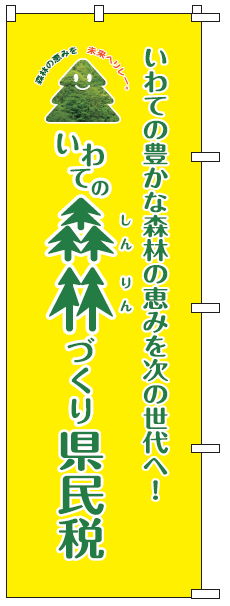 森林の恵みを 未来へリレー。
いわての豊かな森林の恵みを次の世代へ！
いわての
森林
しんりん
づくり県民税